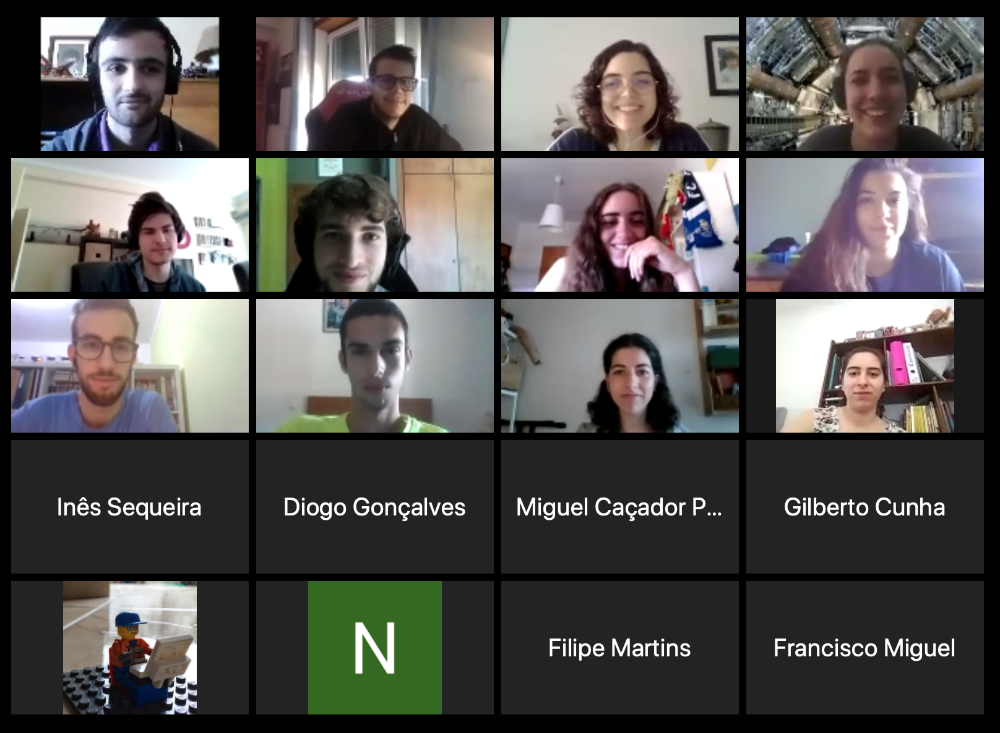 Inês Sequeira
Diogo Gonçalves
Miguel Caçador P...
Gilberto Cunha
N
Filipe Martins
Francisco Miguel